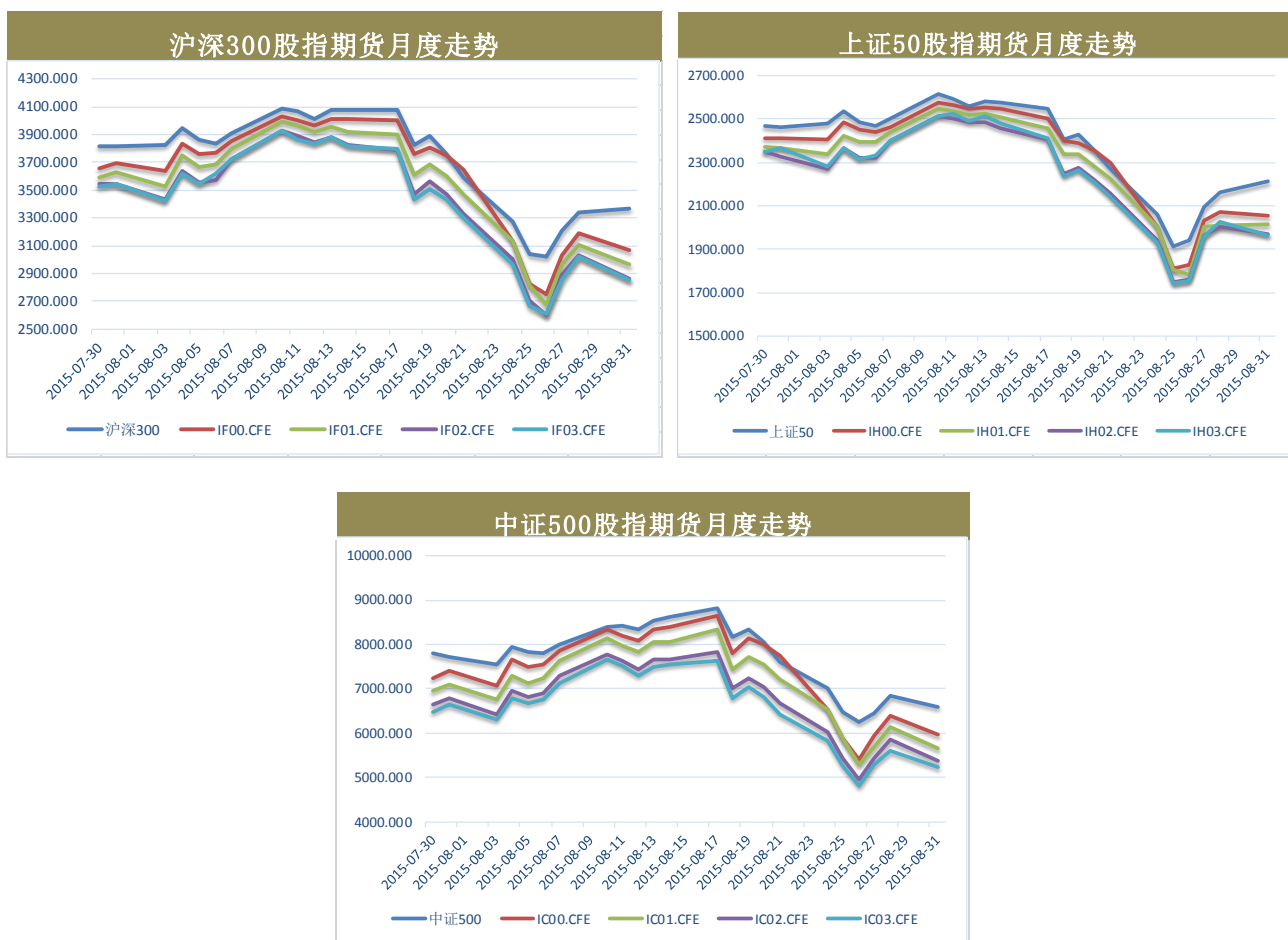 沪深300股指期货月度走势
4300.000
4100.000
3900.000
3700.000
3500.000
3300.000
3100.000
2900.000
2700.000
2500.000
2015-07-30 2015-08-01 2015-08-03 2015-08-05 2015-08-07 2015-08-09 2015-08-11 2015-08-13 2015-08-15 2015-08-17 2015-08-19 2015-08-21 2015-08-23 2015-08-25 2015-08-27 2015-08-29 2015-08-31
沪深300 IF00.CFE IF01.CFE IF02.CFE IF03.CFE
上证50股指期货月度走势
2700.000
2500.000
2300.000
2100.000
1900.000
1700.000
1500.000
2015-07-30 2015-08-01 2015-08-03 2015-08-05 2015-08-07 2015-08-09 2015-08-11 2015-08-13 2015-08-15 2015-08-17 2015-08-19 2015-08-21 2015-08-23 2015-08-25 2015-08-27 2015-08-29 2015-08-31
上证50 IH00.CFE IH01.CFE IH02.CFE IH03.CFE
中证500股指期货月度走势
10000.000
9000.000
8000.000
7000.000
6000.000
5000.000
4000.000
2015-07-30 2015-08-01 2015-08-03 2015-08-05 2015-08-07 2015-08-09 2015-08-11 2015-08-13 2015-08-15 2015-08-17 2015-08-19 2015-08-21 2015-08-23 2015-08-25 2015-08-27 2015-08-29 2015-08-31
中证500 IC00.CFE IC01.CFE IC02.CFE IC03.CFE